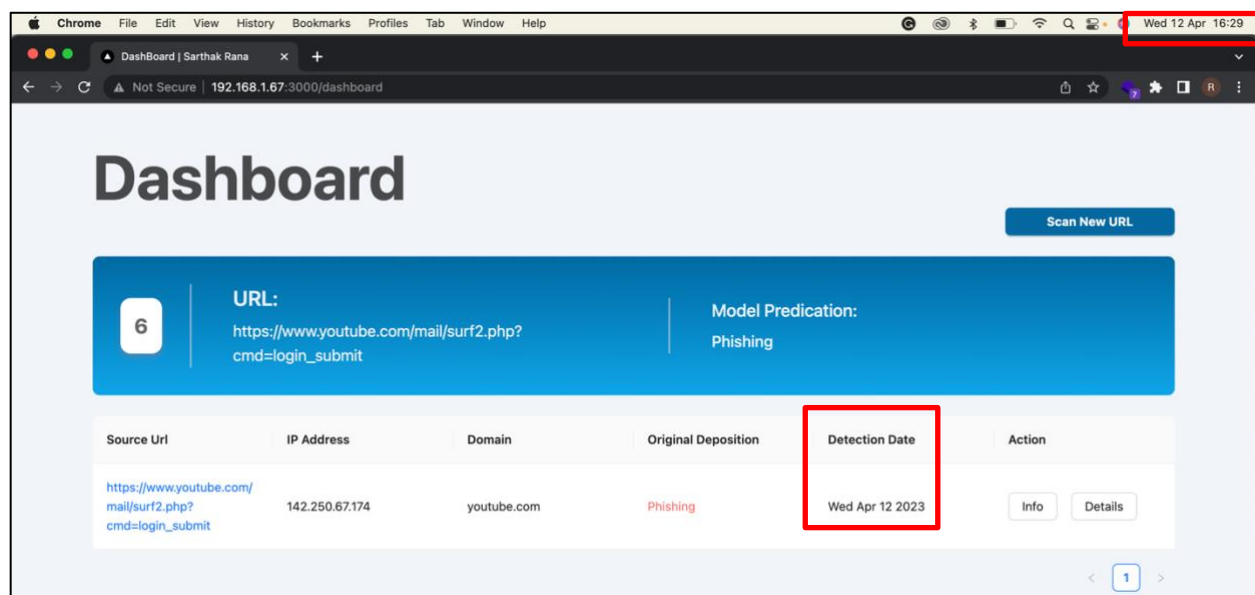 Chrome File Edit View History Bookmarks Profiles Tab Window Help Wed 12 Apr 16:29
DashBoard | Sarthak Rana
Not Secure | 192.168.1.67:3000/dashboard
7
R
Dashboard
Scan New URL
6
URL:
https://www.youtube.com/mail/surf2.php?
cmd=login_submit
Model Predication:
Phishing
Source Url IP Address Domain Original Deposition Detection Date Action
https://www.youtube.com/
mail/surf2.php?
cmd=login_submit
142.250.67.174 youtube.com Phishing Wed Apr 12 2023 Info Details
< 1 >